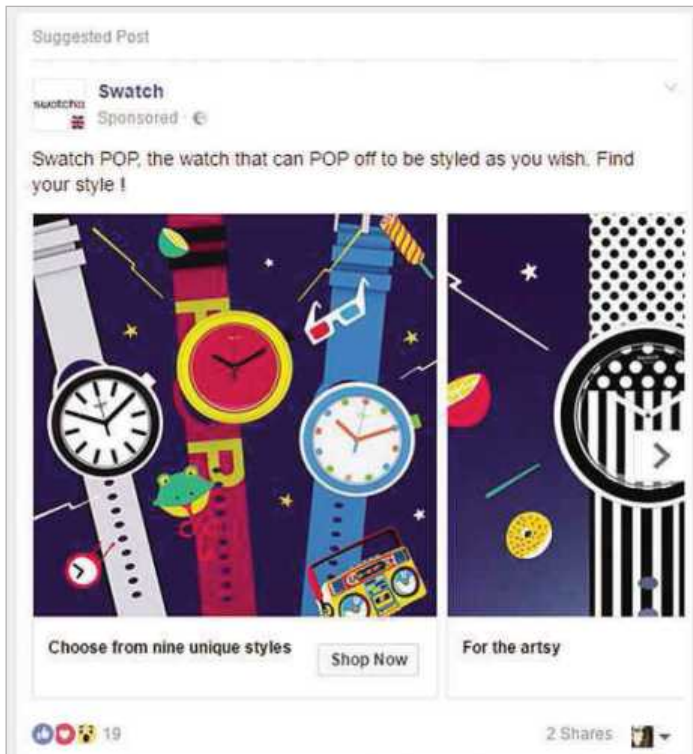 Suggested Post
swatch
Swatch
Sponsored ·
Swatch POP, the watch that can POP off to be styled as you wish. Find
your style !
POP
Choose from nine unique styles
Shop Now
For the artsy
19
2 Shares